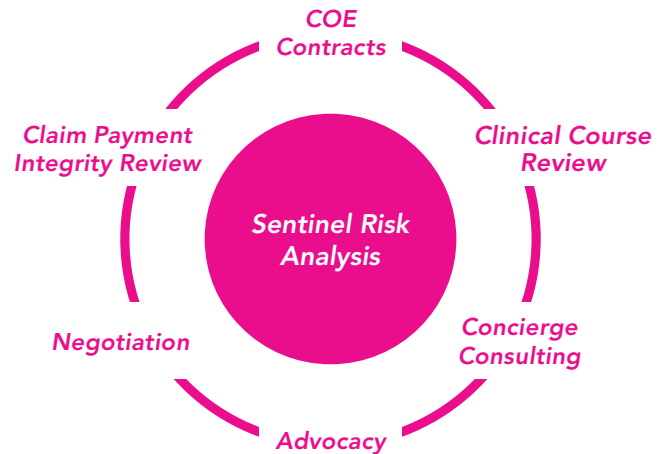 COE
Contracts
Clinical Course
Review
Concierge
Consulting
Advocacy
Negotiation
Claim Payment
Integrity Review
Sentinel Risk
Analysis